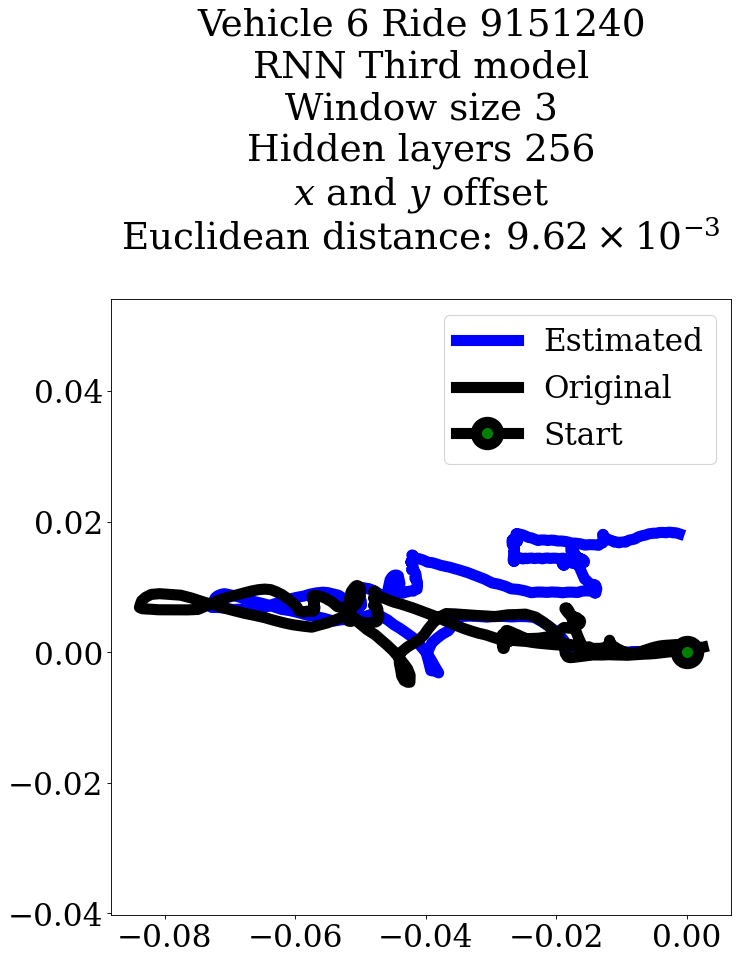 Vehicle 6 Ride 9151240
RNN Third model
Window size 3
Hidden layers 256
x and y offset
Euclidean distance: 9.62 × 10⁻³
Estimated
Original
Start
0.04
0.02
0.00
−0.02
−0.04
−0.08 −0.06 −0.04 −0.02 0.00